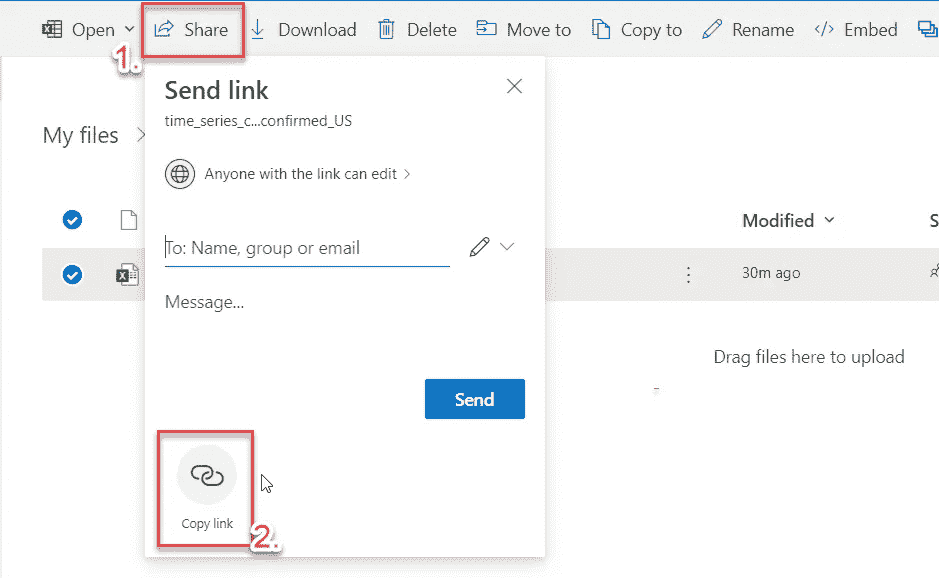 Open Share Download Delete Move to Copy to Rename Embed
1.
Send link
time_series_c...confirmed_US
My files
Anyone with the link can edit
Modified S
To: Name, group or email
30m ago
Message...
Drag files here to upload
Send
Copy link
2.